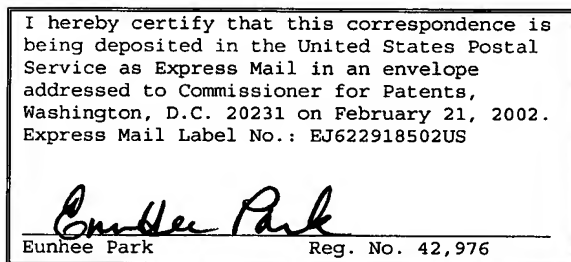 I hereby certify that this correspondence is
being deposited in the United States Postal
Service as Express Mail in an envelope
addressed to Commissioner for Patents,
Washington, D.C. 20231 on February 21, 2002.
Express Mail Label No.: EJ622918502US
EunHee Park
Eunhee Park Reg. No. 42,976